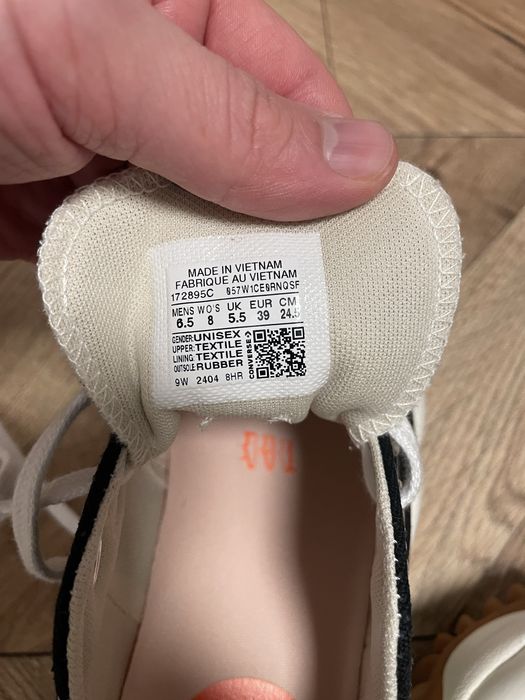 MADE IN VIETNAM
FABRIQUE AU VIETNAM
172895C 857W1CE8RNQSF
MENS WO'S UK EUR CM
6.5 8 5.5 39 24.5
GENDER: UNISEX
UPPER: TEXTILE
LINING: TEXTILE
OUTSOLE: RUBBER
CONVERSE
9W 2404 8HR